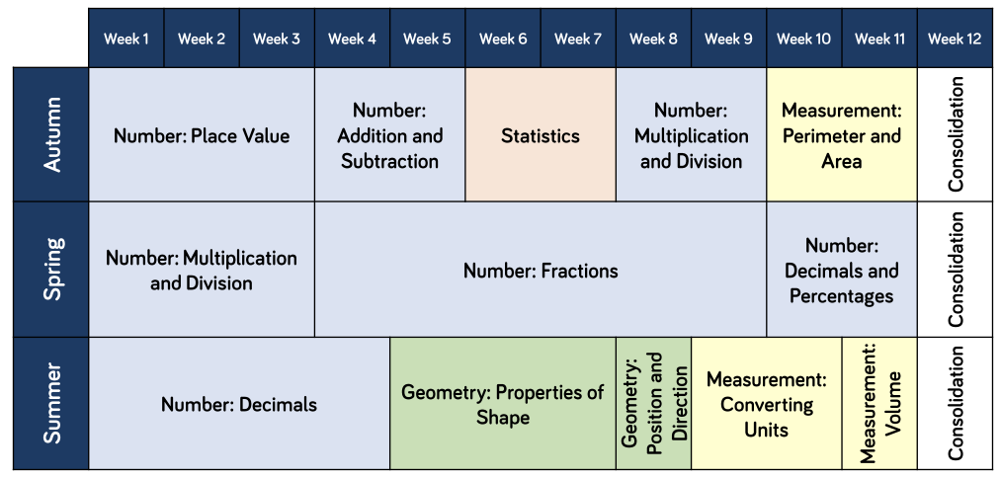 Week 1 Week 2 Week 3 Week 4 Week 5 Week 6 Week 7 Week 8 Week 9 Week 10 Week 11 Week 12
Autumn
Number: Place Value
Number:
Addition and
Subtraction
Statistics
Number:
Multiplication
and Division
Measurement:
Perimeter and
Area
Consolidation
Spring
Number: Multiplication
and Division
Number: Fractions
Number:
Decimals and
Percentages
Consolidation
Summer
Number: Decimals
Geometry: Properties of
Shape
Geometry:
Position and
Direction
Measurement:
Converting
Units
Measurement:
Volume
Consolidation